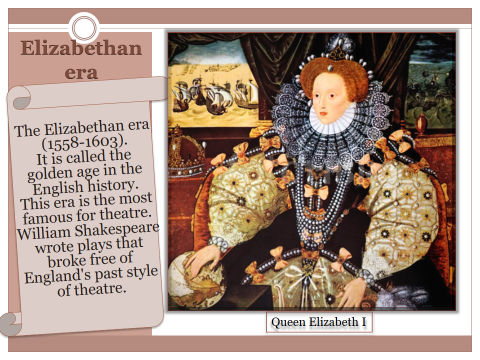 Elizabethan
era
The Elizabethan era
(1558-1603).
It is called the
golden age in the
English history.
This era is the most
famous for theatre.
William Shakespeare
wrote plays that
broke free of
England's past style
of theatre.
Queen Elizabeth I